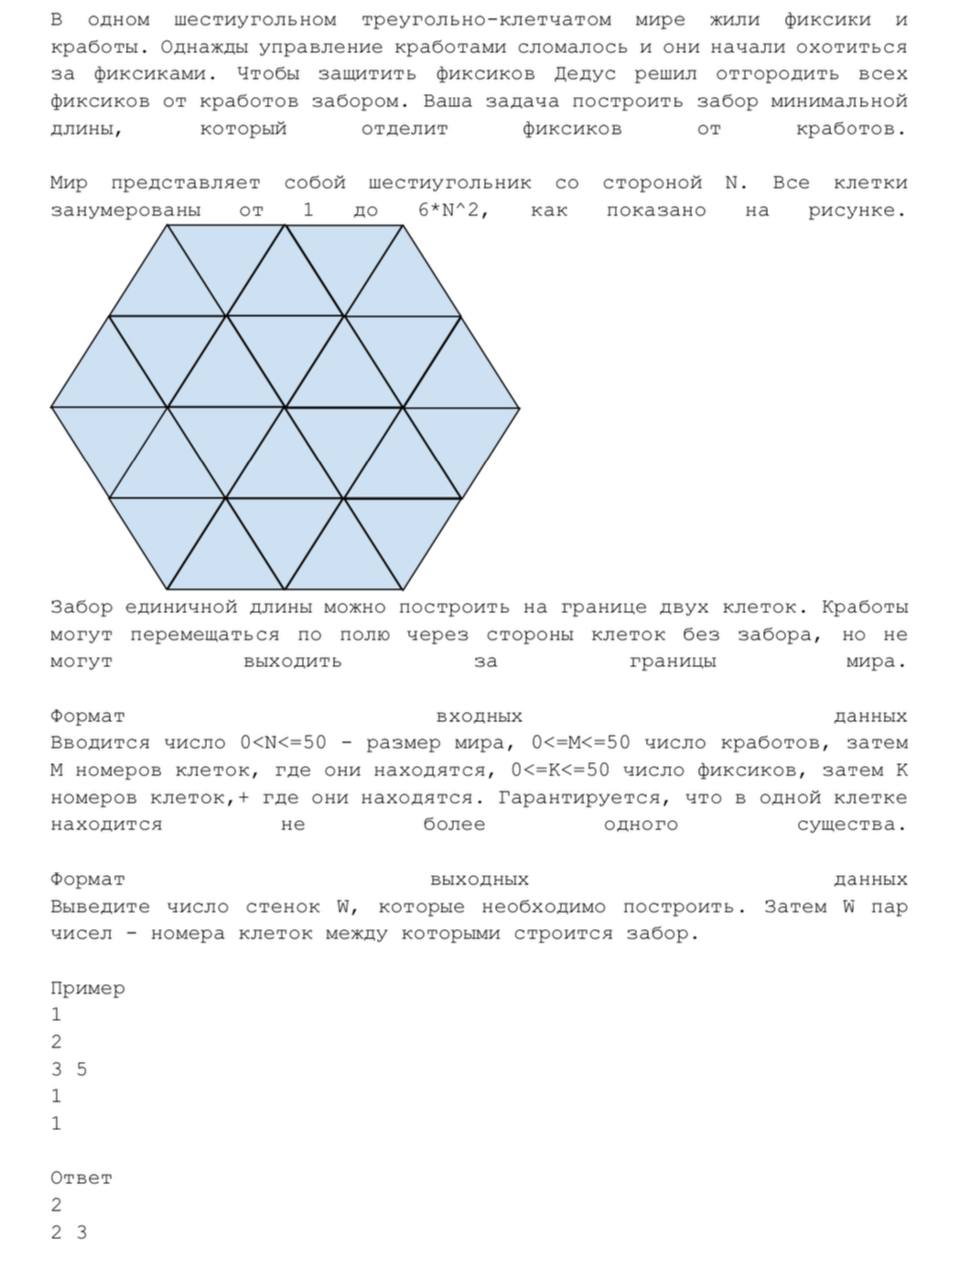 В одном шестиугольном треугольно-клетчатом мире жили фиксики и
кработы. Однажды управление кработами сломалось и они начали охотиться
за фиксиками. Чтобы защитить фиксиков Дедус решил отгородить всех
фиксиков от кработов забором. Ваша задача построить забор минимальной
длины, который отделит фиксиков от кработов.
Мир представляет собой шестиугольник со стороной N. Все клетки
занумерованы от 1 до 6*N^2, как показано на рисунке.
Забор единичной длины можно построить на границе двух клеток. Кработы
могут перемещаться по полю через стороны клеток без забора, но не
могут выходить за границы мира.
Формат входных данных
Вводится число 0<N<=50 - размер мира, 0<=M<=50 число кработов, затем
M номеров клеток, где они находятся, 0<=K<=50 число фиксиков, затем K
номеров клеток,+ где они находятся. Гарантируется, что в одной клетке
находится не более одного существа.
Формат выходных данных
Выведите число стенок W, которые необходимо построить. Затем W пар
чисел - номера клеток между которыми строится забор.
Пример
1
2
3 5
1
1
Ответ
2
2 3